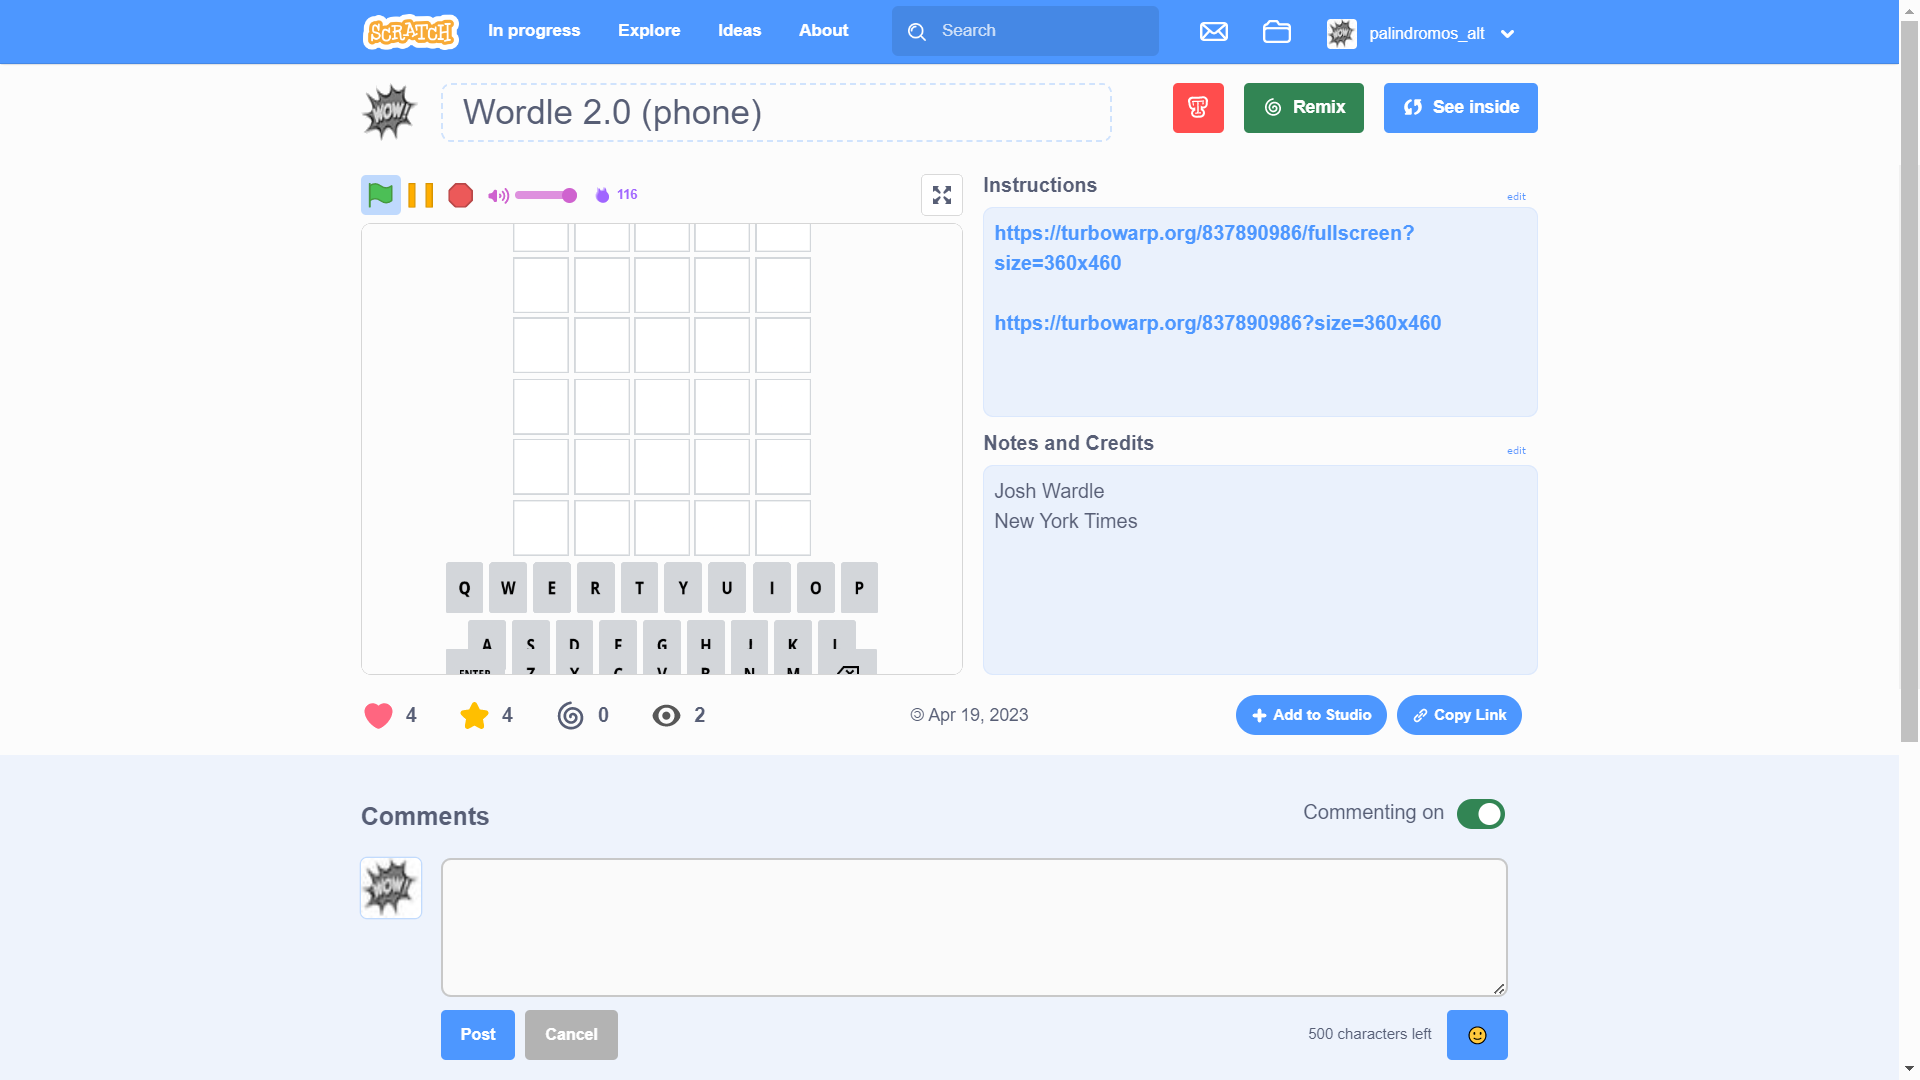 SCRATCH
In progress
Explore
Ideas
About
Search
palindromos_alt
WOW!
Wordle 2.0 (phone)
Remix
See inside
116
Instructions
edit
https://turbowarp.org/837890986/fullscreen?
size=360x460
https://turbowarp.org/837890986?size=360x460
Q W E R T Y U I O P
A S D F G H J K L
ENTER Z X C V B N M
Notes and Credits
edit
Josh Wardle
New York Times
4
4
0
2
Apr 19, 2023
Add to Studio
Copy Link
Comments
Commenting on
WOW!
Post
Cancel
500 characters left